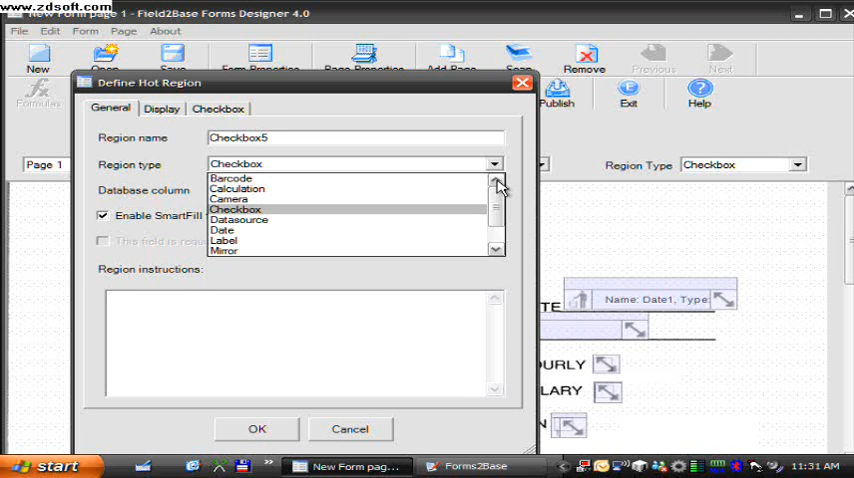 www.zdsoft.com
New Form page 1 - Field2Base Forms Designer 4.0
File Edit Form Page About
New Open Save Form Properties Page Properties Add Page Scan Remove Previous Next
Formulas Publish Exit Help
Define Hot Region
General Display Checkbox
Region name Checkbox5
Page 1 Region type Checkbox Region Type Checkbox
Database column
Enable SmartFill
This field is
Barcode
Calculation
Camera
Checkbox
Datasource
Date
Label
Mirror
Region instructions:
TE Name: Date1, Type:
OURLY
LARY
N
OK Cancel
start New Form pag... Forms2Base 11:31 AM